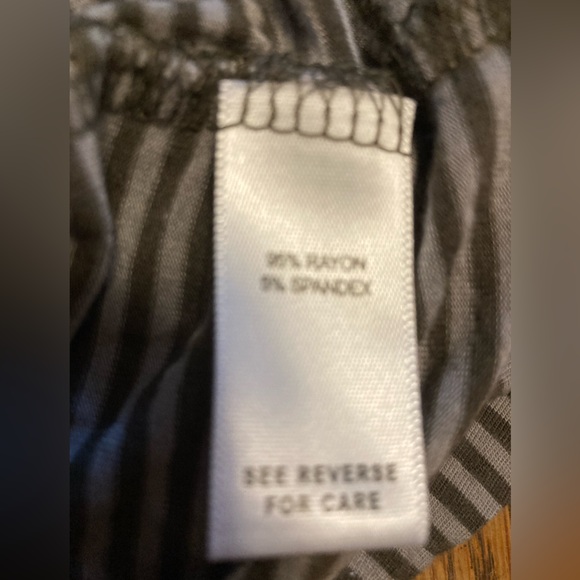 95% RAYON
5% SPANDEX
SEE REVERSE
FOR CARE